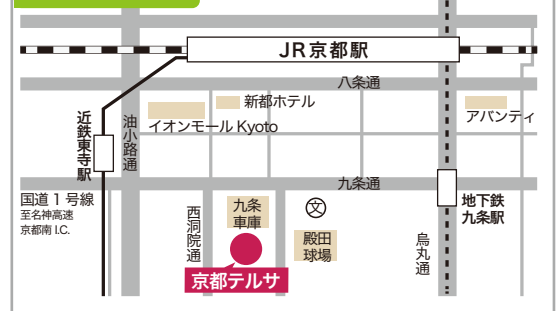 JR京都駅
八条通
新都ホテル
イオンモール Kyoto
アバンティ
近鉄東寺駅
油小路通
九条通
国道1号線
至名神高速
京都南 I.C.
西洞院通
九条
車庫
文
殿田
球場
烏丸通
地下鉄
九条駅
京都テルサ